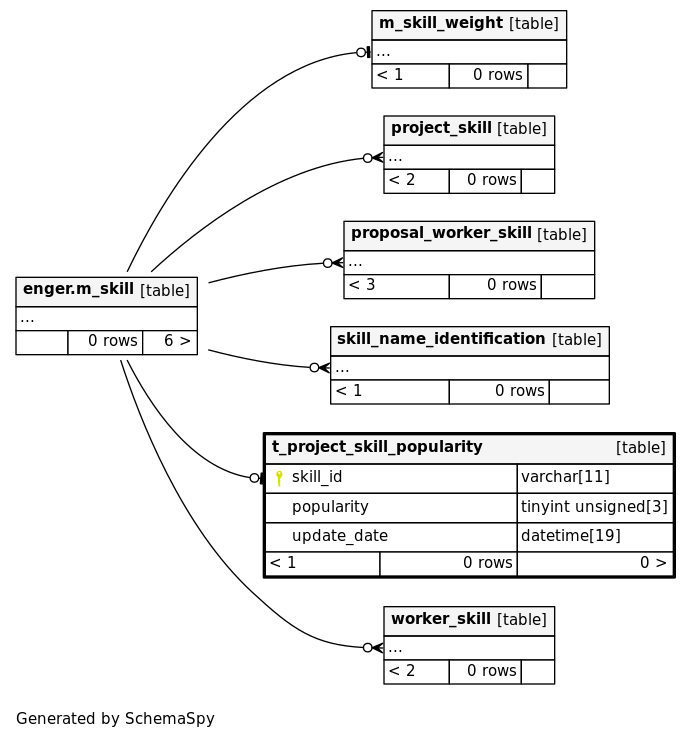 m_skill_weight [table]
...
< 1 0 rows
project_skill [table]
...
< 2 0 rows
proposal_worker_skill [table]
...
< 3 0 rows
enger.m_skill [table]
...
0 rows 6 >
skill_name_identification [table]
...
< 1 0 rows
t_project_skill_popularity [table]
skill_id varchar[11]
popularity tinyint unsigned[3]
update_date datetime[19]
< 1 0 rows 0 >
worker_skill [table]
...
< 2 0 rows
Generated by SchemaSpy